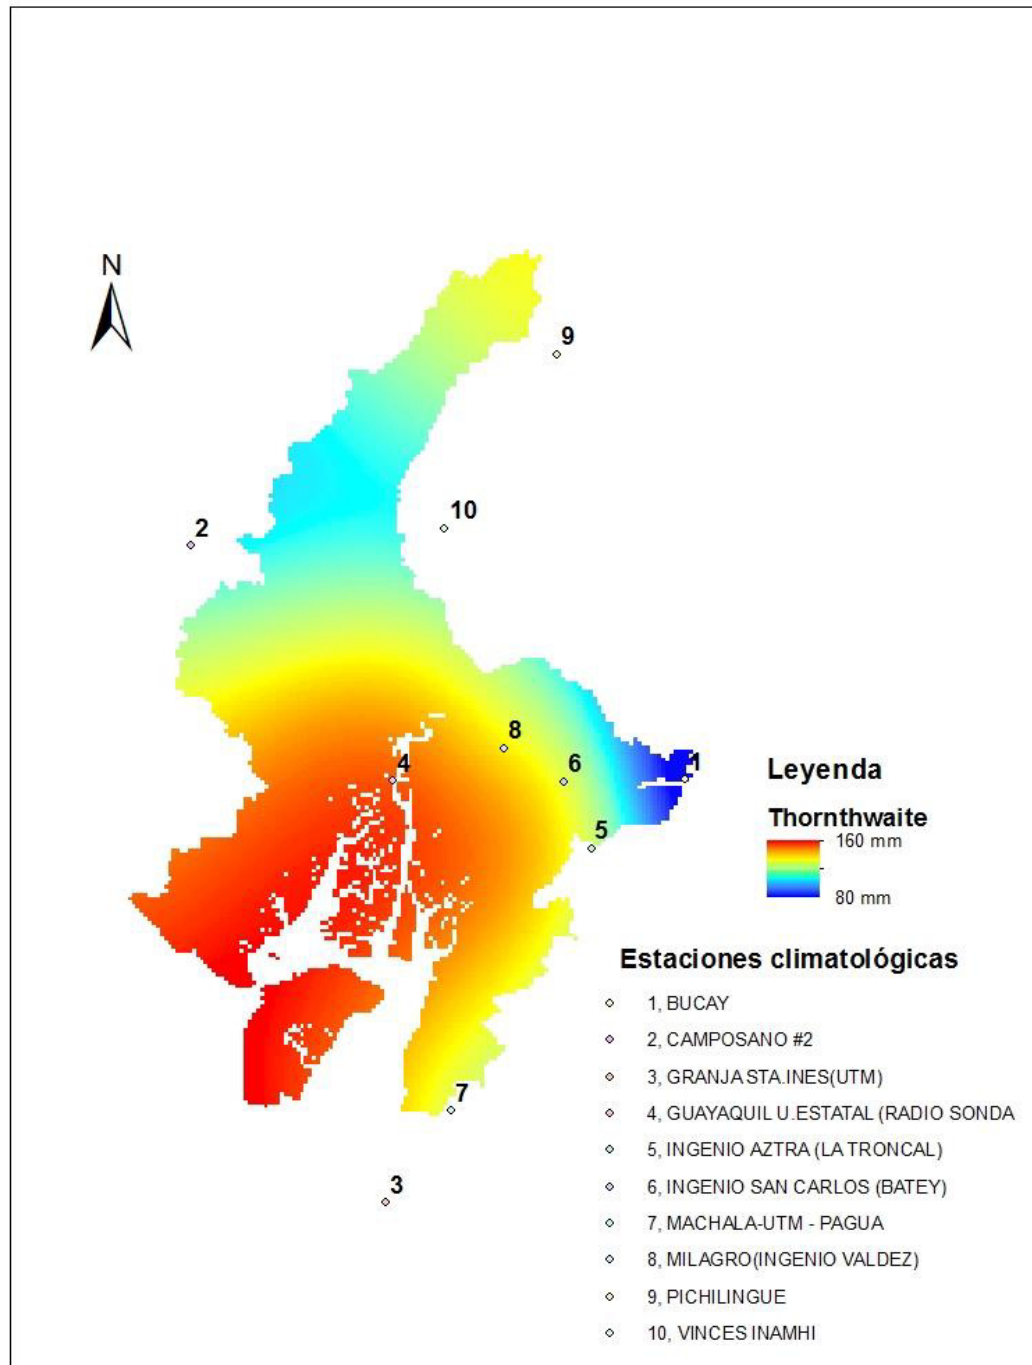 N
9
10
2
8
4
6
1
5
7
3
Leyenda
Thornthwaite
160 mm
80 mm
Estaciones climatológicas
1, BUCAY
2, CAMPOSANO #2
3, GRANJA STA.INES(UTM)
4, GUAYAQUIL U.ESTATAL (RADIO SONDA
5, INGENIO AZTRA (LA TRONCAL)
6, INGENIO SAN CARLOS (BATEY)
7, MACHALA-UTM - PAGUA
8, MILAGRO(INGENIO VALDEZ)
9, PICHILINGUE
10, VINCES INAMHI